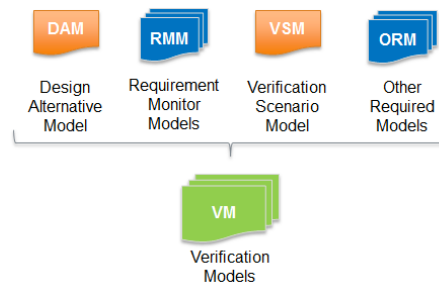 DAM
RMM
VSM
ORM
Design
Alternative
Model
Requirement
Monitor
Models
Verification
Scenario
Model
Other
Required
Models
VM
Verification
Models